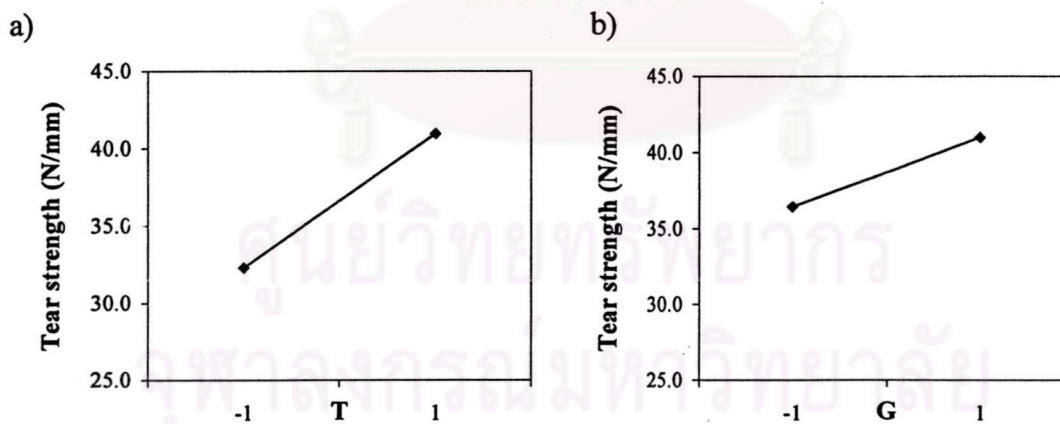 a)
Tear strength (N/mm)
45.0
40.0
35.0
30.0
25.0
-1 T 1
b)
Tear strength (N/mm)
45.0
40.0
35.0
30.0
25.0
-1 G 1
ศูนย์วิทยทรัพยากร
จุฬาลงกรณ์มหาวิทยาลัย